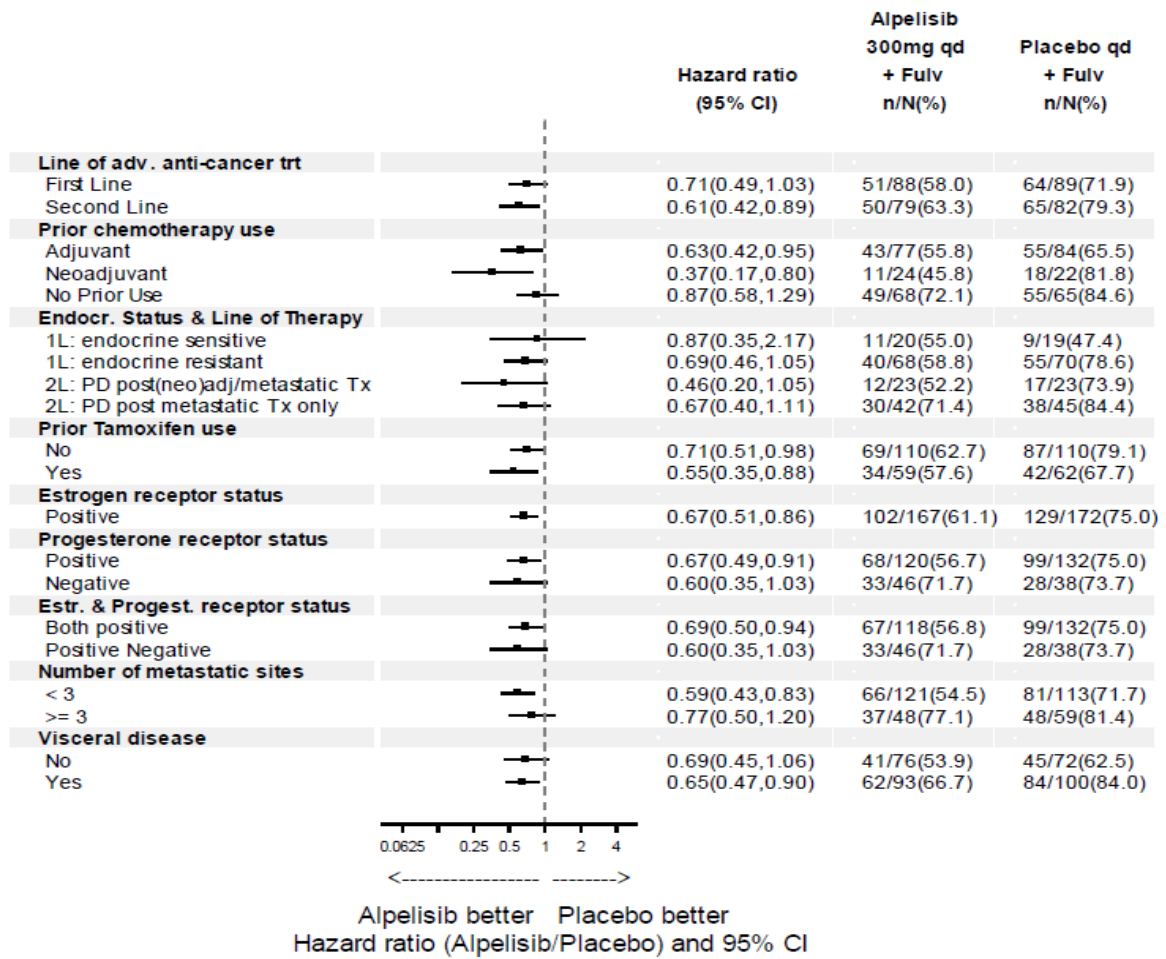 Alpelisib
300mg qd Placebo qd
Hazard ratio + Fulv + Fulv
(95% CI) n/N(%) n/N(%)
Line of adv. anti-cancer trt
First Line 0.71(0.49,1.03) 51/88(58.0) 64/89(71.9)
Second Line 0.61(0.42,0.89) 50/79(63.3) 65/82(79.3)
Prior chemotherapy use
Adjuvant 0.63(0.42,0.95) 43/77(55.8) 55/84(65.5)
Neoadjuvant 0.37(0.17,0.80) 11/24(45.8) 18/22(81.8)
No Prior Use 0.87(0.58,1.29) 49/68(72.1) 55/65(84.6)
Endocr. Status & Line of Therapy
1L: endocrine sensitive 0.87(0.35,2.17) 11/20(55.0) 9/19(47.4)
1L: endocrine resistant 0.69(0.46,1.05) 40/68(58.8) 55/70(78.6)
2L: PD post(neo)adj/metastatic Tx 0.46(0.20,1.05) 12/23(52.2) 17/23(73.9)
2L: PD post metastatic Tx only 0.67(0.40,1.11) 30/42(71.4) 38/45(84.4)
Prior Tamoxifen use
No 0.71(0.51,0.98) 69/110(62.7) 87/110(79.1)
Yes 0.55(0.35,0.88) 34/59(57.6) 42/62(67.7)
Estrogen receptor status
Positive 0.67(0.51,0.86) 102/167(61.1) 129/172(75.0)
Progesterone receptor status
Positive 0.67(0.49,0.91) 68/120(56.7) 99/132(75.0)
Negative 0.60(0.35,1.03) 33/46(71.7) 28/38(73.7)
Estr. & Progest. receptor status
Both positive 0.69(0.50,0.94) 67/118(56.8) 99/132(75.0)
Positive Negative 0.60(0.35,1.03) 33/46(71.7) 28/38(73.7)
Number of metastatic sites
< 3 0.59(0.43,0.83) 66/121(54.5) 81/113(71.7)
>= 3 0.77(0.50,1.20) 37/48(77.1) 48/59(81.4)
Visceral disease
No 0.69(0.45,1.06) 41/76(53.9) 45/72(62.5)
Yes 0.65(0.47,0.90) 62/93(66.7) 84/100(84.0)
0.0625 0.25 0.5 1 2 4
<----------------- -------->
Alpelisib better Placebo better
Hazard ratio (Alpelisib/Placebo) and 95% CI